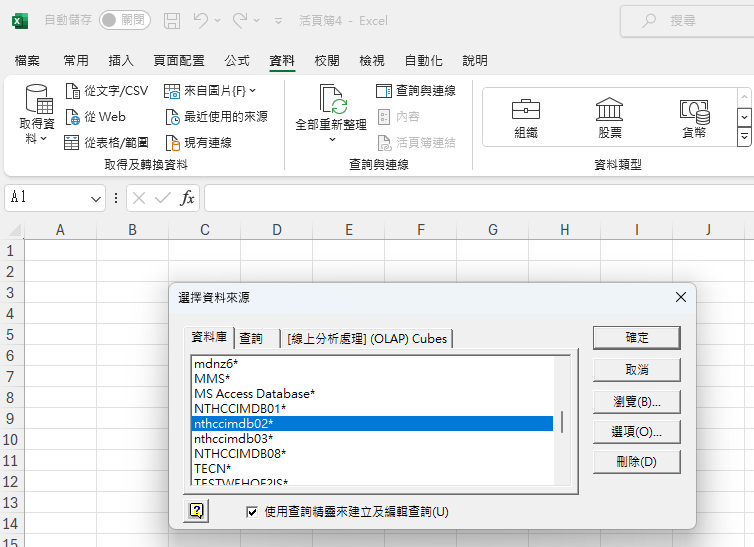 自動儲存 關閉 活頁簿4 - Excel 搜尋
檔案 常用 插入 頁面配置 公式 資料 校閱 檢視 自動化 說明
取得資料
從文字/CSV
從 Web
從表格/範圍
來自圖片{F}
最近使用的來源
現有連線
取得及轉換資料
全部重新整理
查詢與連線
內容
活頁簿連結
查詢與連線
組織
股票
貨幣
資料類型
A1 fx
A B C D E F G H I J
1
2
3
4
5
6
7
8
9
10
11
12
13
14
15
選擇資料來源
資料庫 查詢 [線上分析處理] (OLAP) Cubes
mdnz6*
MMS*
MS Access Database*
NTHCCIMDB01*
nthccimdb02*
nthccimdb03*
NTHCCIMDB08*
TECN*
確定
取消
瀏覽(B)...
選項(O)...
刪除(D)
使用查詢精靈來建立及編輯查詢(U)